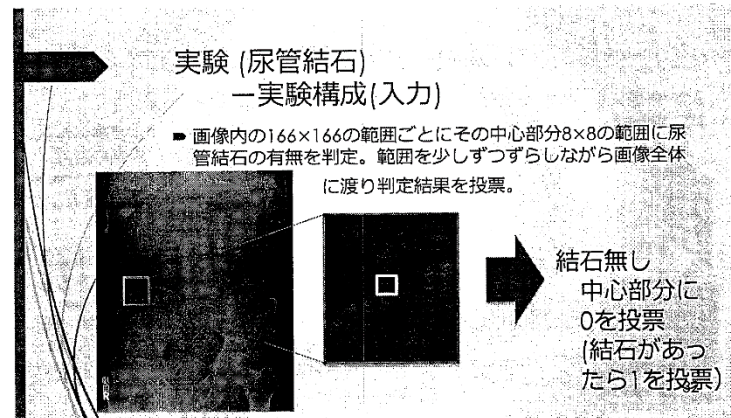 実験 (尿管結石)
ー実験構成(入力)
画像内の166×166の範囲ごとにその中心部分8×8の範囲に尿
管結石の有無を判定。範囲を少しずつずらしながら画像全体
に渡り判定結果を投票。
結石無し
中心部分に
0を投票
(結石があっ
たら1を投票)